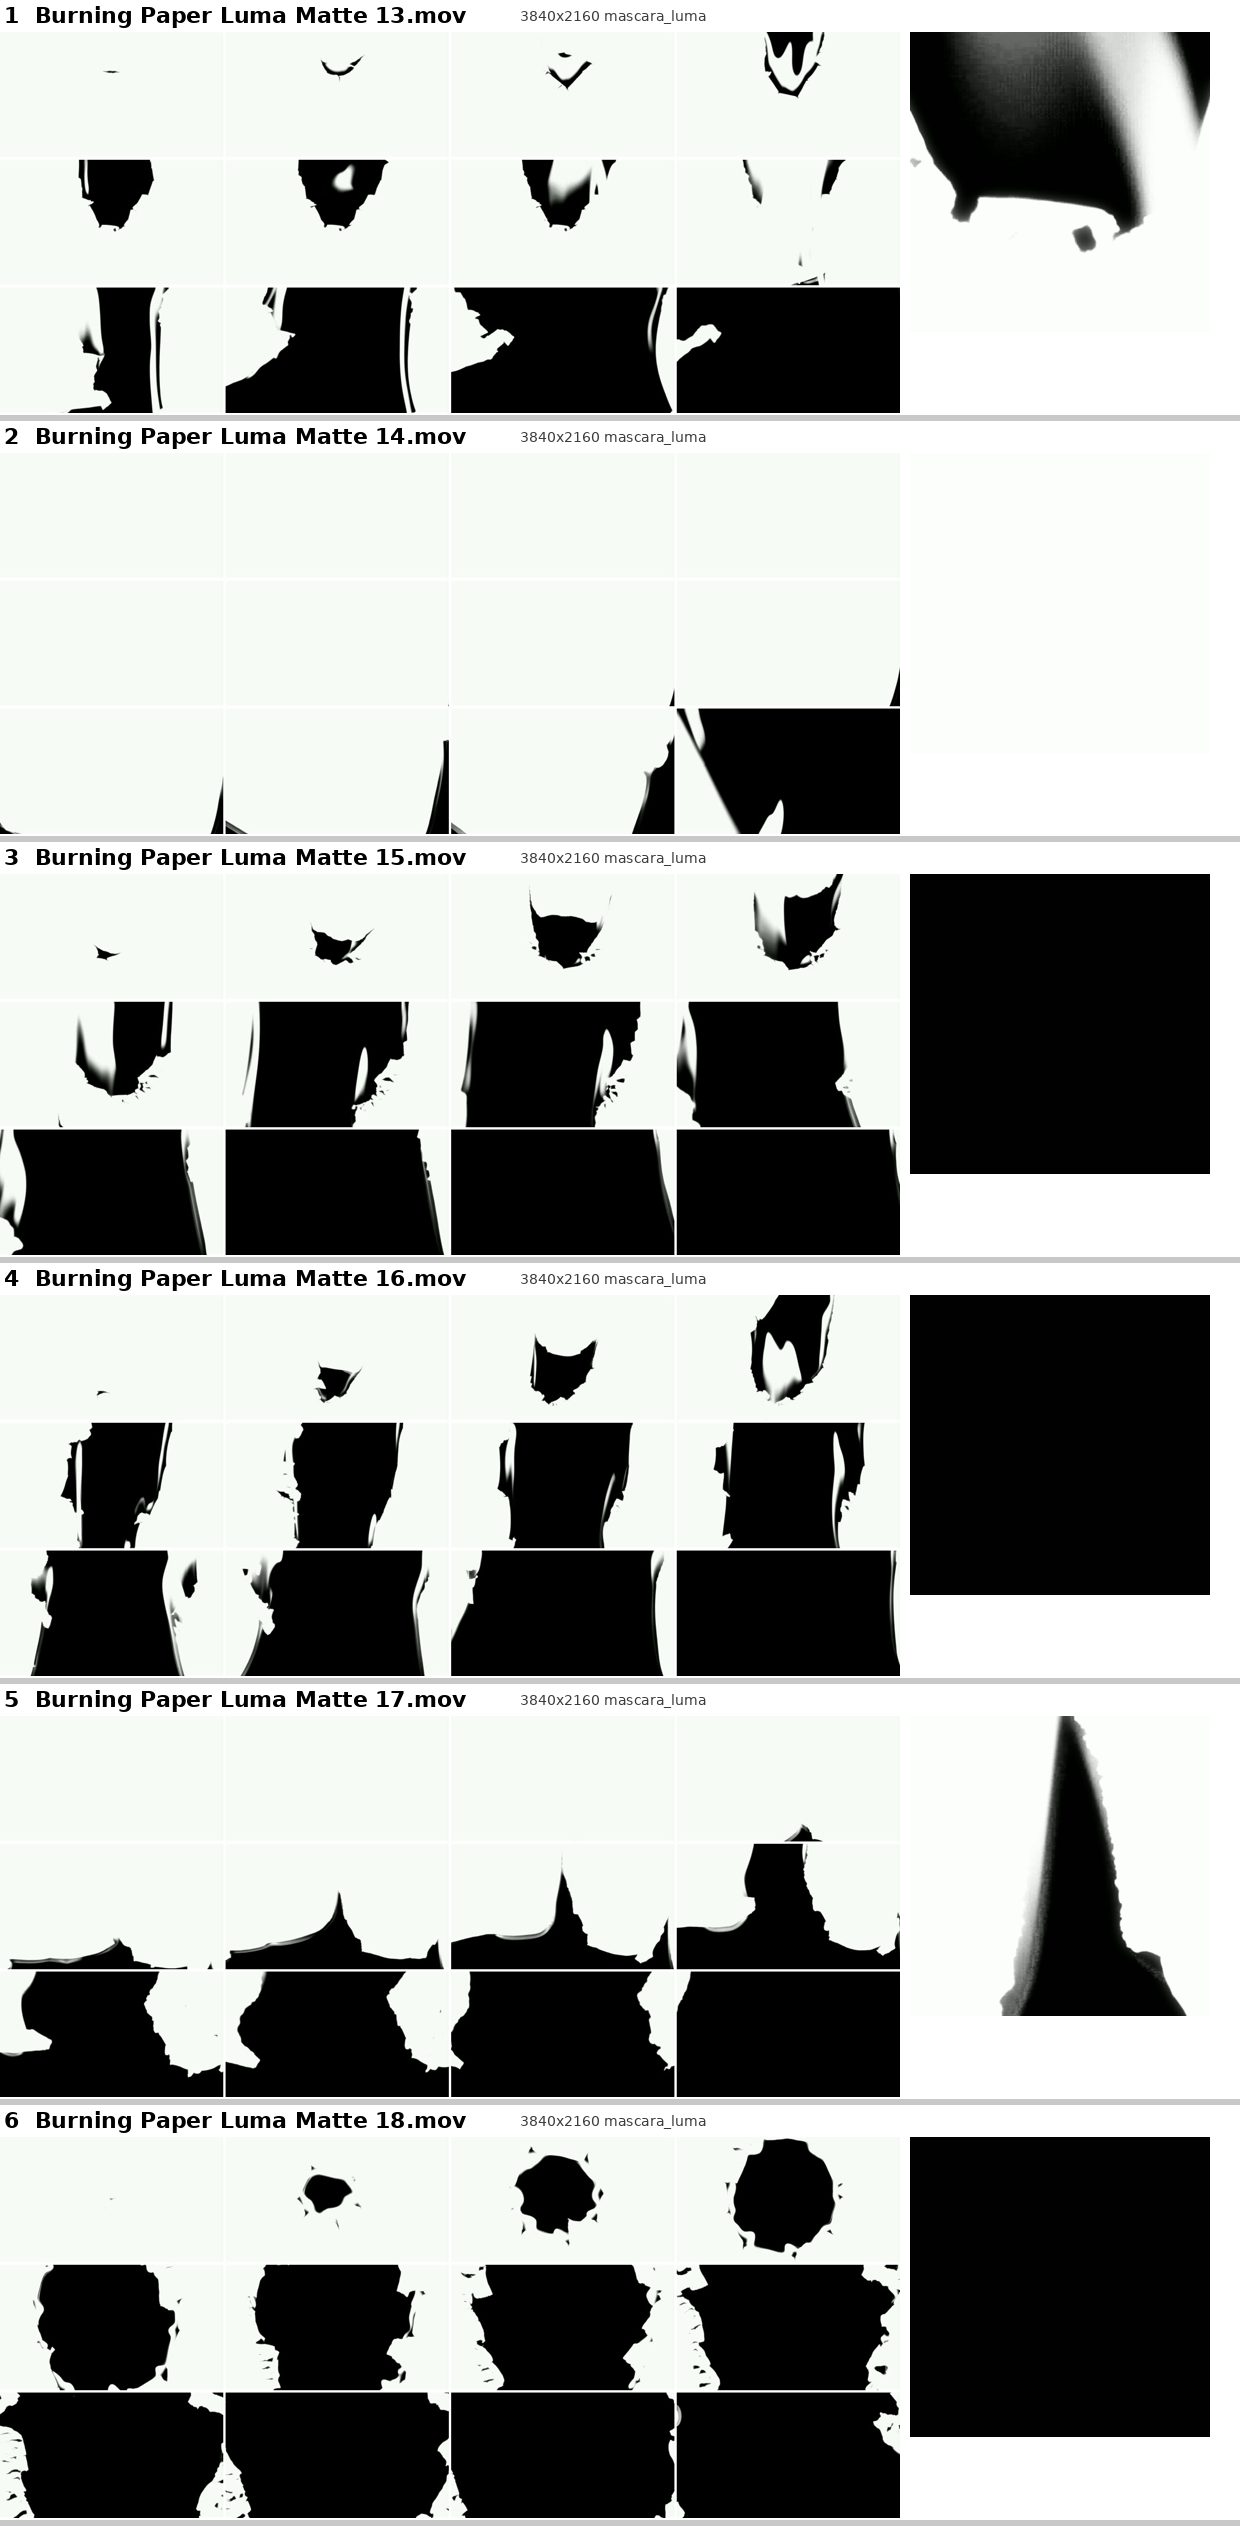 1 Burning Paper Luma Matte 13.mov 3840x2160 mascara_luma
2 Burning Paper Luma Matte 14.mov 3840x2160 mascara_luma
3 Burning Paper Luma Matte 15.mov 3840x2160 mascara_luma
4 Burning Paper Luma Matte 16.mov 3840x2160 mascara_luma
5 Burning Paper Luma Matte 17.mov 3840x2160 mascara_luma
6 Burning Paper Luma Matte 18.mov 3840x2160 mascara_luma